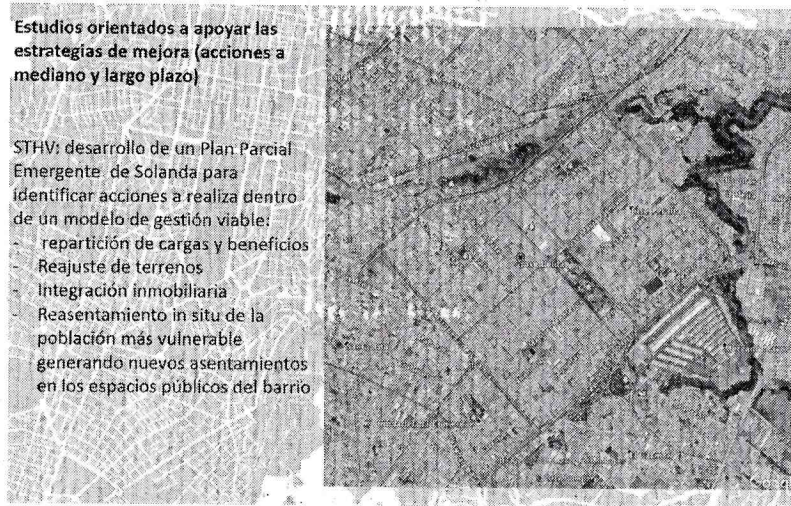 Estudios orientados a apoyar las
estrategias de mejora (acciones a
mediano y largo plazo)
STHV: desarrollo de un Plan Parcial
Emergente de Solanda para
identificar acciones a realiza dentro
de un modelo de gestión viable:
- repartición de cargas y beneficios
- Reajuste de terrenos
- Integración inmobiliaria
- Reasentamiento in situ de la
población más vulnerable
generando nuevos asentamientos
en los espacios públicos del barrio